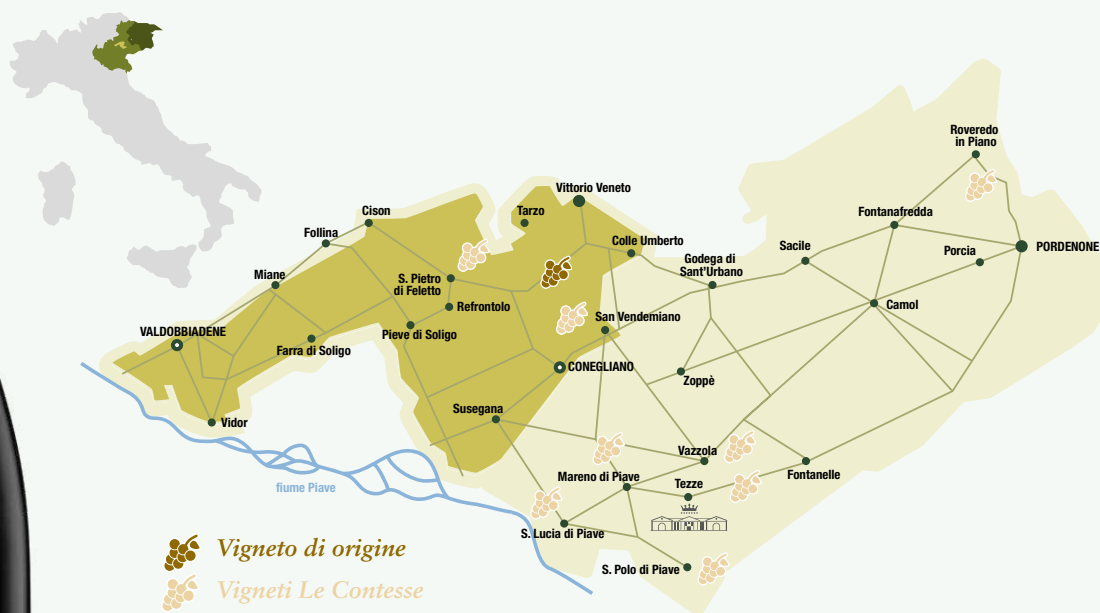 Roveredo
in Piano
Vittorio Veneto
Cison
Tarzo
Fontanafredda
Follina
Colle Umberto
Sacile
Porcia
PORDENONE
Godega di
Sant'Urbano
Miane
S. Pietro
di Feletto
Refrontolo
Camol
San Vendemiano
VALDOBBIADENE
Pieve di Soligo
Farra di Soligo
CONEGLIANO
Zoppè
Susegana
Vidor
Vazzola
Mareno di Piave
Tezze
Fontanelle
fiume Piave
S. Lucia di Piave
S. Polo di Piave
Vigneto di origine
Vigneti Le Contesse